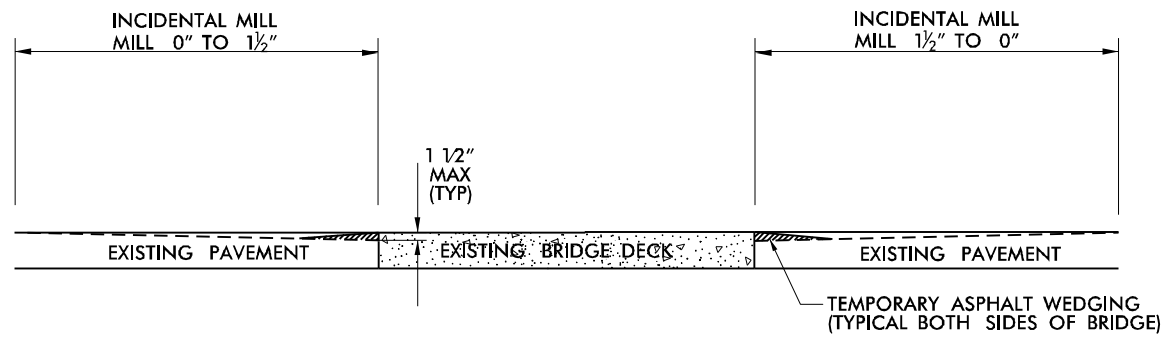 INCIDENTAL MILL
MILL 0" TO 1½"
INCIDENTAL MILL
MILL 1½" TO 0"
1 1/2"
MAX
(TYP)
EXISTING PAVEMENT
EXISTING BRIDGE DECK
EXISTING PAVEMENT
TEMPORARY ASPHALT WEDGING
(TYPICAL BOTH SIDES OF BRIDGE)